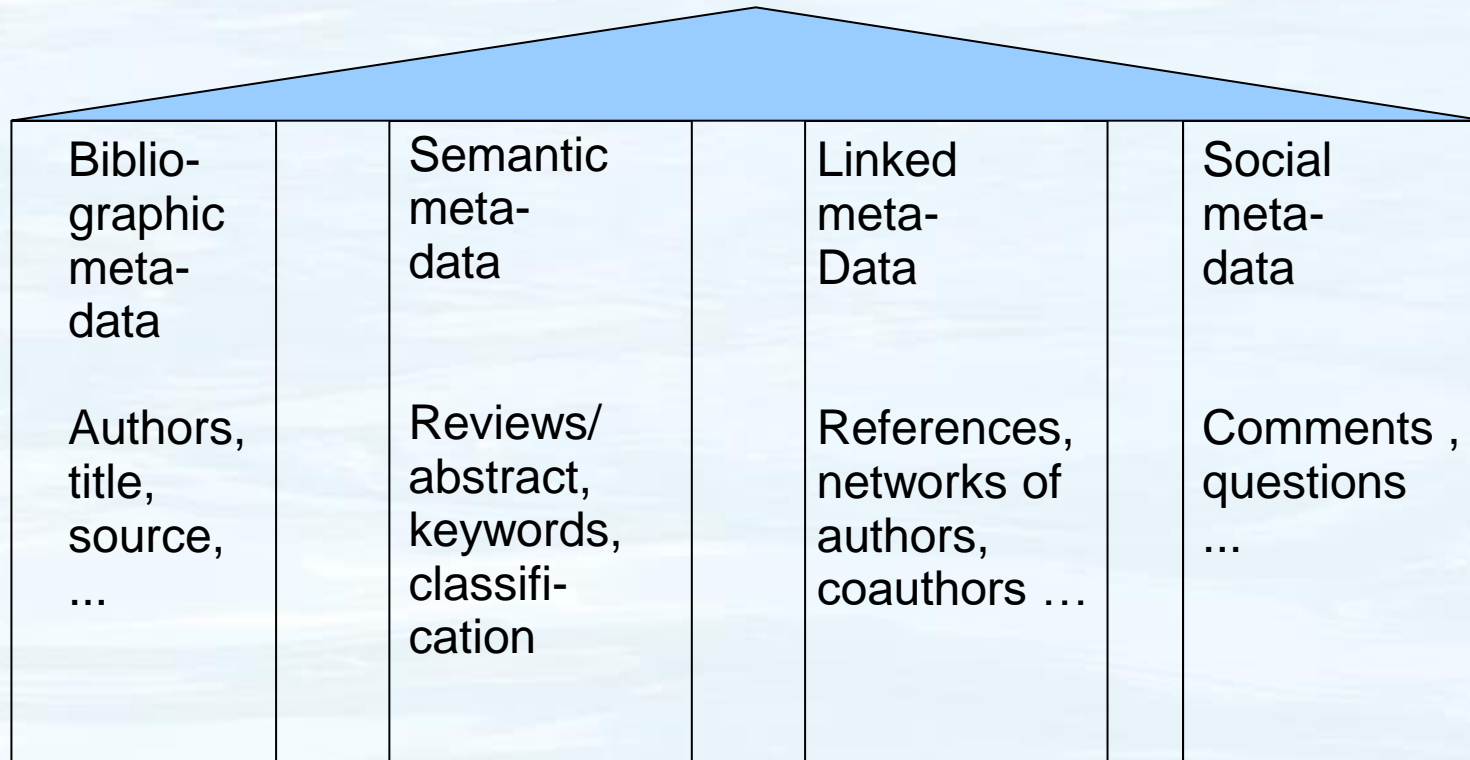 Biblio-
graphic
meta-
data
Authors,
title,
source,
...
Semantic
meta-
data
Reviews/
abstract,
keywords,
classifi-
cation
Linked
meta-
Data
References,
networks of
authors,
coauthors …
Social
meta-
data
Comments ,
questions
...